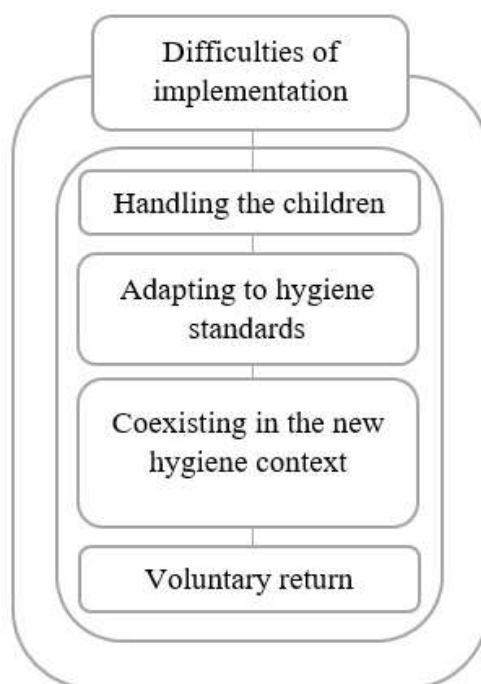 Difficulties of
implementation
Handling the children
Adapting to hygiene
standards
Coexisting in the new
hygiene context
Voluntary return